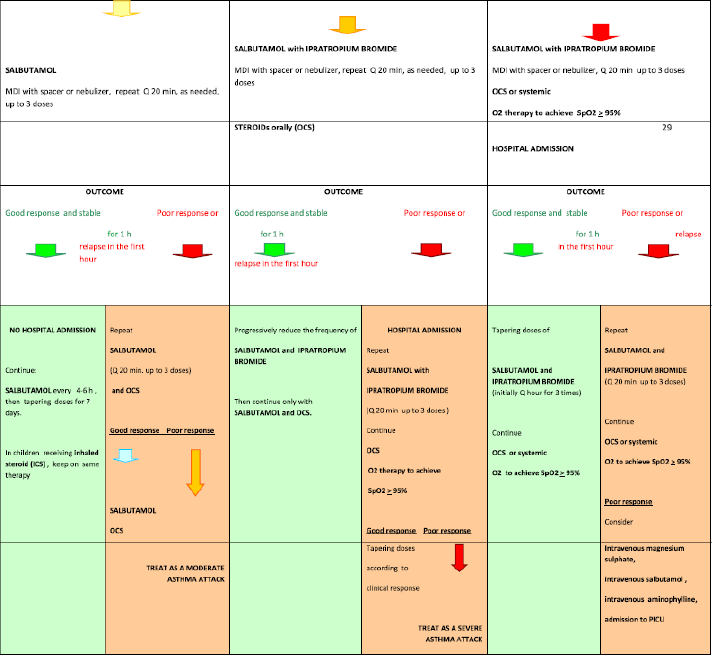 SALBUTAMOL
MDI with spacer or nebulizer, repeat Q 20 min, as needed,
up to 3 doses
SALBUTAMOL with IPRATROPIUM BROMIDE
MDI with spacer or nebulizer, repeat Q 20 min, as needed, up to 3
doses
SALBUTAMOL with IPRATROPIUM BROMIDE
MDI with spacer or nebulizer, Q 20 min up to 3 doses
OCS or systemic
O2 therapy to achieve SpO2 ≥ 95%
STEROIDs orally (OCS)
29
HOSPITAL ADMISSION
OUTCOME
Good response and stable Poor response or
for 1 h
relapse in the first
hour
OUTCOME
Good response and stable Poor response or
for 1 h
relapse in the first hour
OUTCOME
Good response and stable Poor response or
for 1 h relapse
in the first hour
NO HOSPITAL ADMISSION
Continue:
SALBUTAMOL every 4-6 h,
then tapering doses for 7
days.
In children receiving inhaled
steroid (ICS), keep on same
therapy
Repeat
SALBUTAMOL
(Q 20 min. up to 3 doses)
and OCS
Good response Poor response
SALBUTAMOL
OCS
TREAT AS A MODERATE
ASTHMA ATTACK
Progressively reduce the frequency of
SALBUTAMOL and IPRATROPIUM
BROMIDE
Then continue only with
SALBUTAMOL and OCS.
HOSPITAL ADMISSION
Repeat
SALBUTAMOL with
IPRATROPIUM BROMIDE
(Q 20 min up to 3 doses)
Continue
OCS
O2 therapy to achieve
SpO2 ≥ 95%
Good response Poor response
Tapering doses
according to
clinical response
TREAT AS A SEVERE
ASTHMA ATTACK
Tapering doses of
SALBUTAMOL and
IPRATROPIUM BROMIDE
(initially Q hour for 3 times)
Continue
OCS or systemic
O2 to achieve SpO2 ≥ 95%
Repeat
SALBUTAMOL and
IPRATROPIUM BROMIDE
(Q 20 min up to 3 doses)
Continue
OCS or systemic
O2 to achieve SpO2 ≥ 95%
Poor response
Consider
Intravenous magnesium
sulphate,
Intravenous salbutamol,
intravenous aminophylline,
admission to PICU